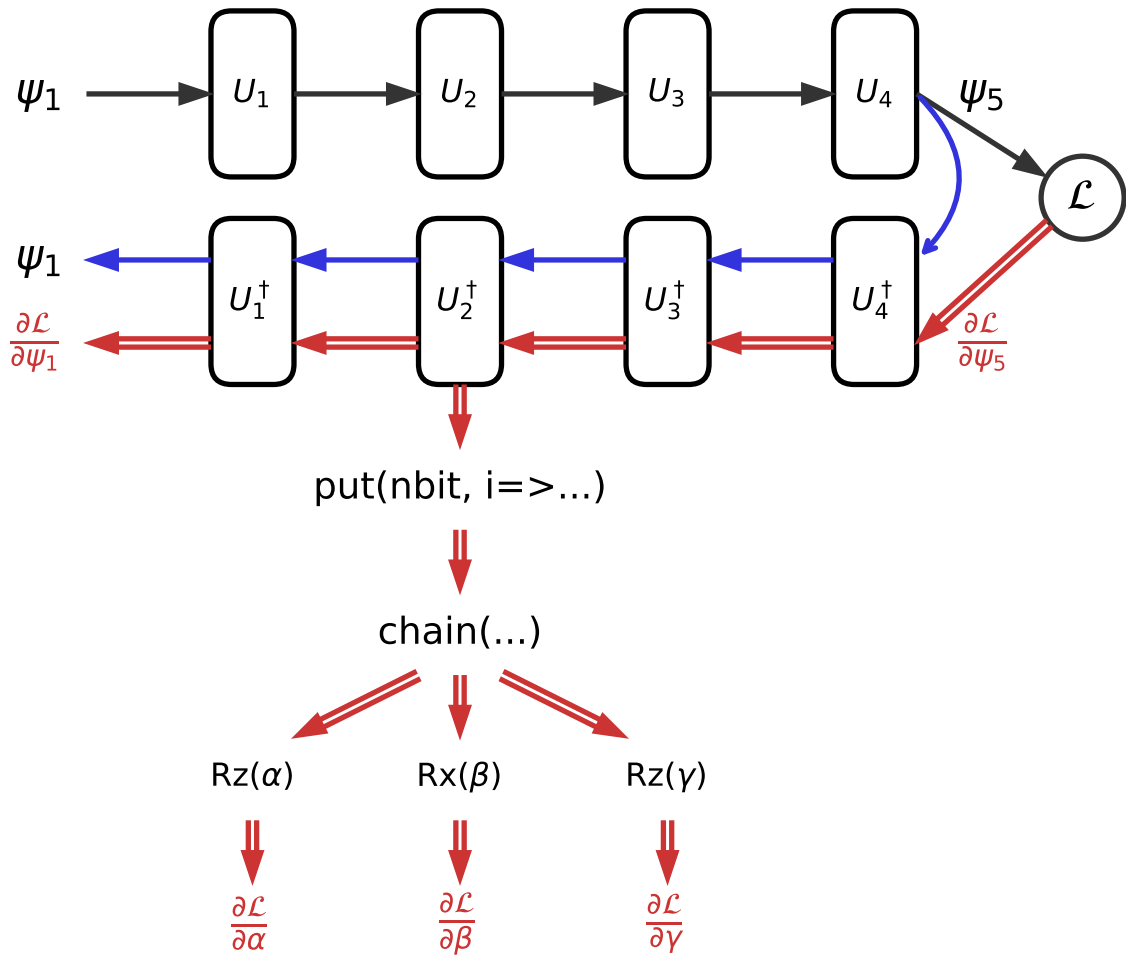 ψ₁ U₁ U₂ U₃ U₄ ψ₅
ℒ
ψ₁ U₁† U₂† U₃† U₄†
∂ℒ/∂ψ₁ ∂ℒ/∂ψ₅
put(nbit, i=>...)
chain(...)
Rz(α) Rx(β) Rz(γ)
∂ℒ/∂α ∂ℒ/∂β ∂ℒ/∂γ